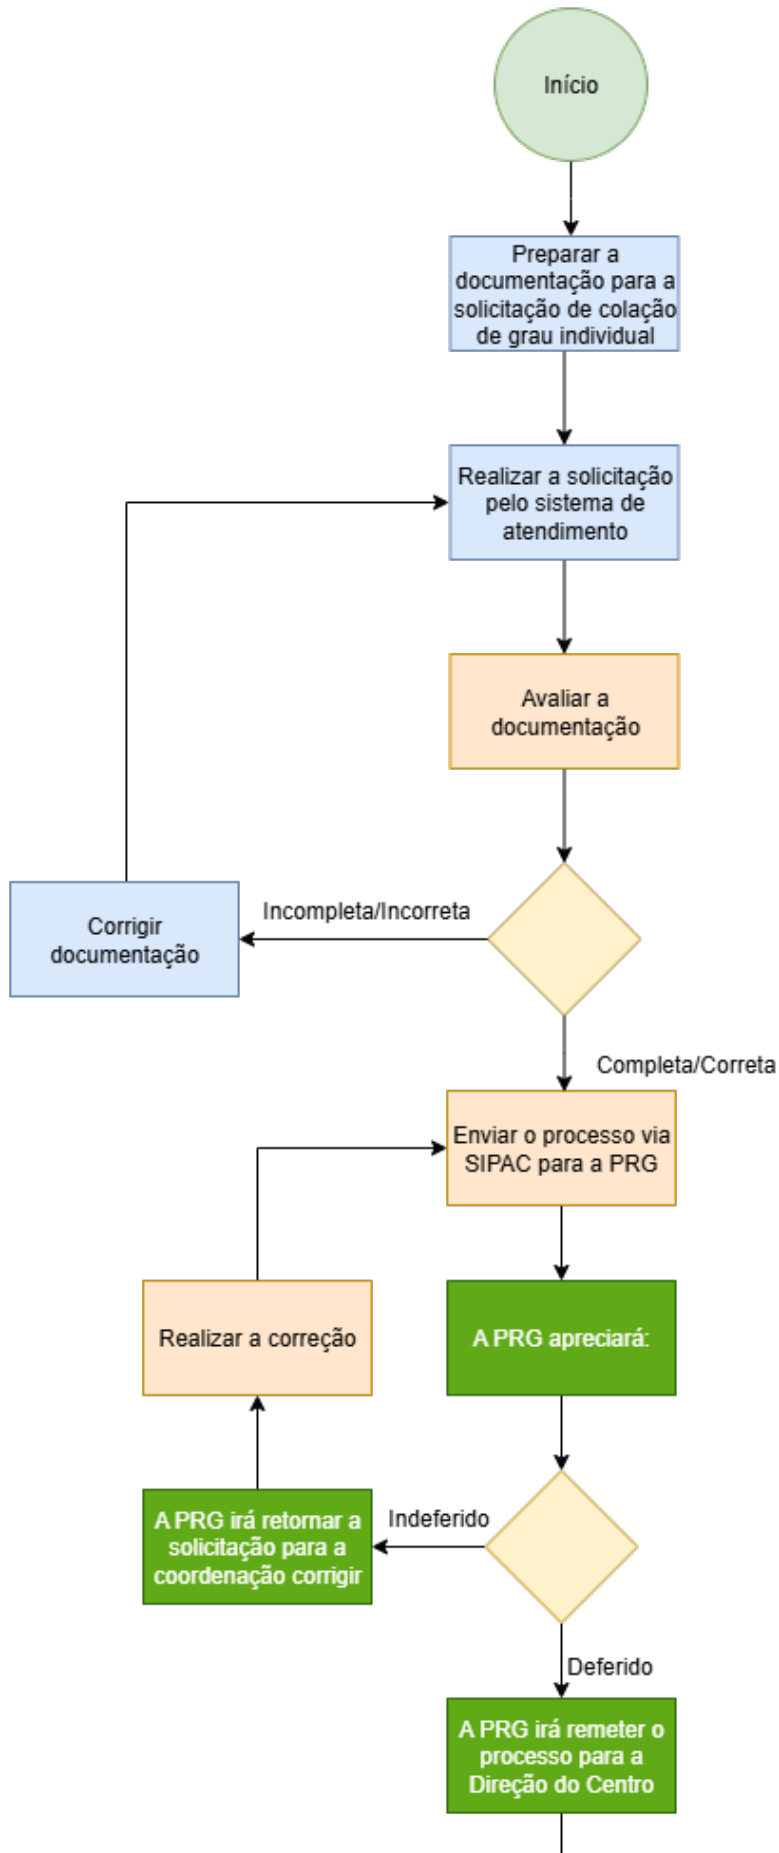 Início
Preparar a
documentação para a
solicitação de colação
de grau individual
Realizar a solicitação
pelo sistema de
atendimento
Avaliar a
documentação
Incompleta/Incorreta
Corrigir
documentação
Completa/Correta
Enviar o processo via
SIPAC para a PRG
Realizar a correção
A PRG apreciará:
Indeferido
A PRG irá retornar a
solicitação para a
coordenação corrigir
Deferido
A PRG irá remeter o
processo para a
Direção do Centro